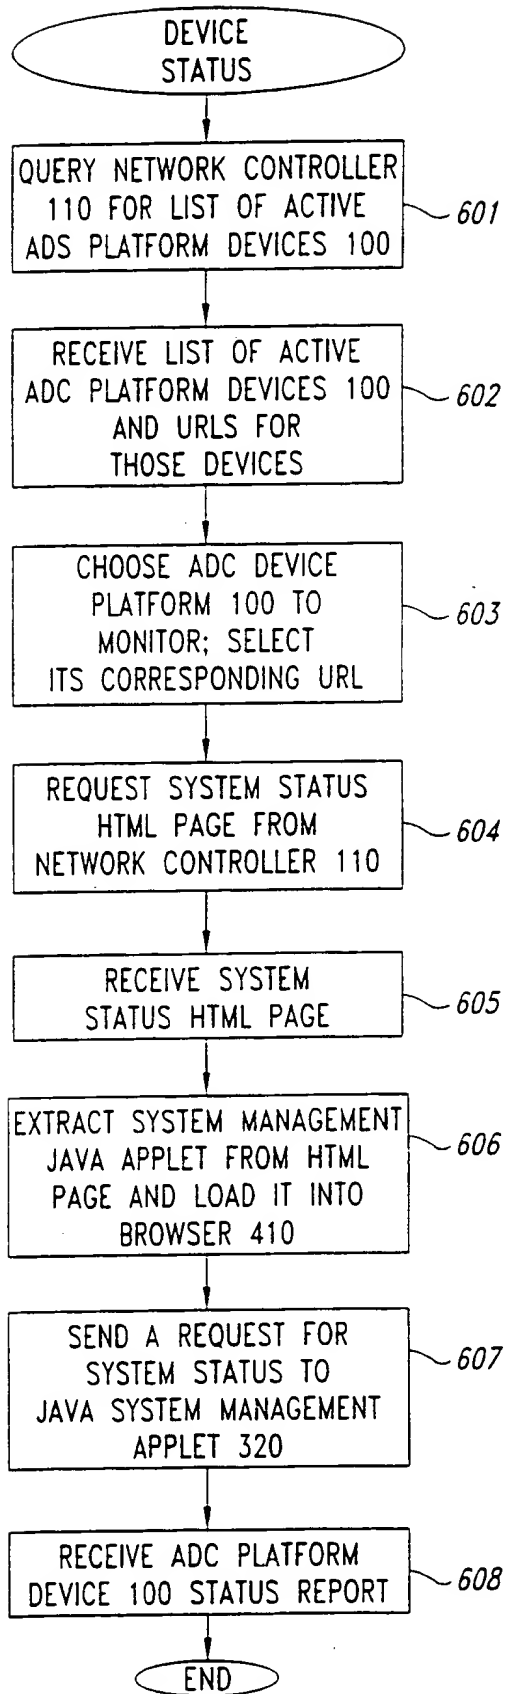 DEVICE
STATUS
QUERY NETWORK CONTROLLER
110 FOR LIST OF ACTIVE
ADS PLATFORM DEVICES 100
601
RECEIVE LIST OF ACTIVE
ADC PLATFORM DEVICES 100
AND URLS FOR
THOSE DEVICES
602
CHOOSE ADC DEVICE
PLATFORM 100 TO
MONITOR; SELECT
ITS CORRESPONDING URL
603
REQUEST SYSTEM STATUS
HTML PAGE FROM
NETWORK CONTROLLER 110
604
RECEIVE SYSTEM
STATUS HTML PAGE
605
EXTRACT SYSTEM MANAGEMENT
JAVA APPLET FROM HTML
PAGE AND LOAD IT INTO
BROWSER 410
606
SEND A REQUEST FOR
SYSTEM STATUS TO
JAVA SYSTEM MANAGEMENT
APPLET 320
607
RECEIVE ADC PLATFORM
DEVICE 100 STATUS REPORT
608
END